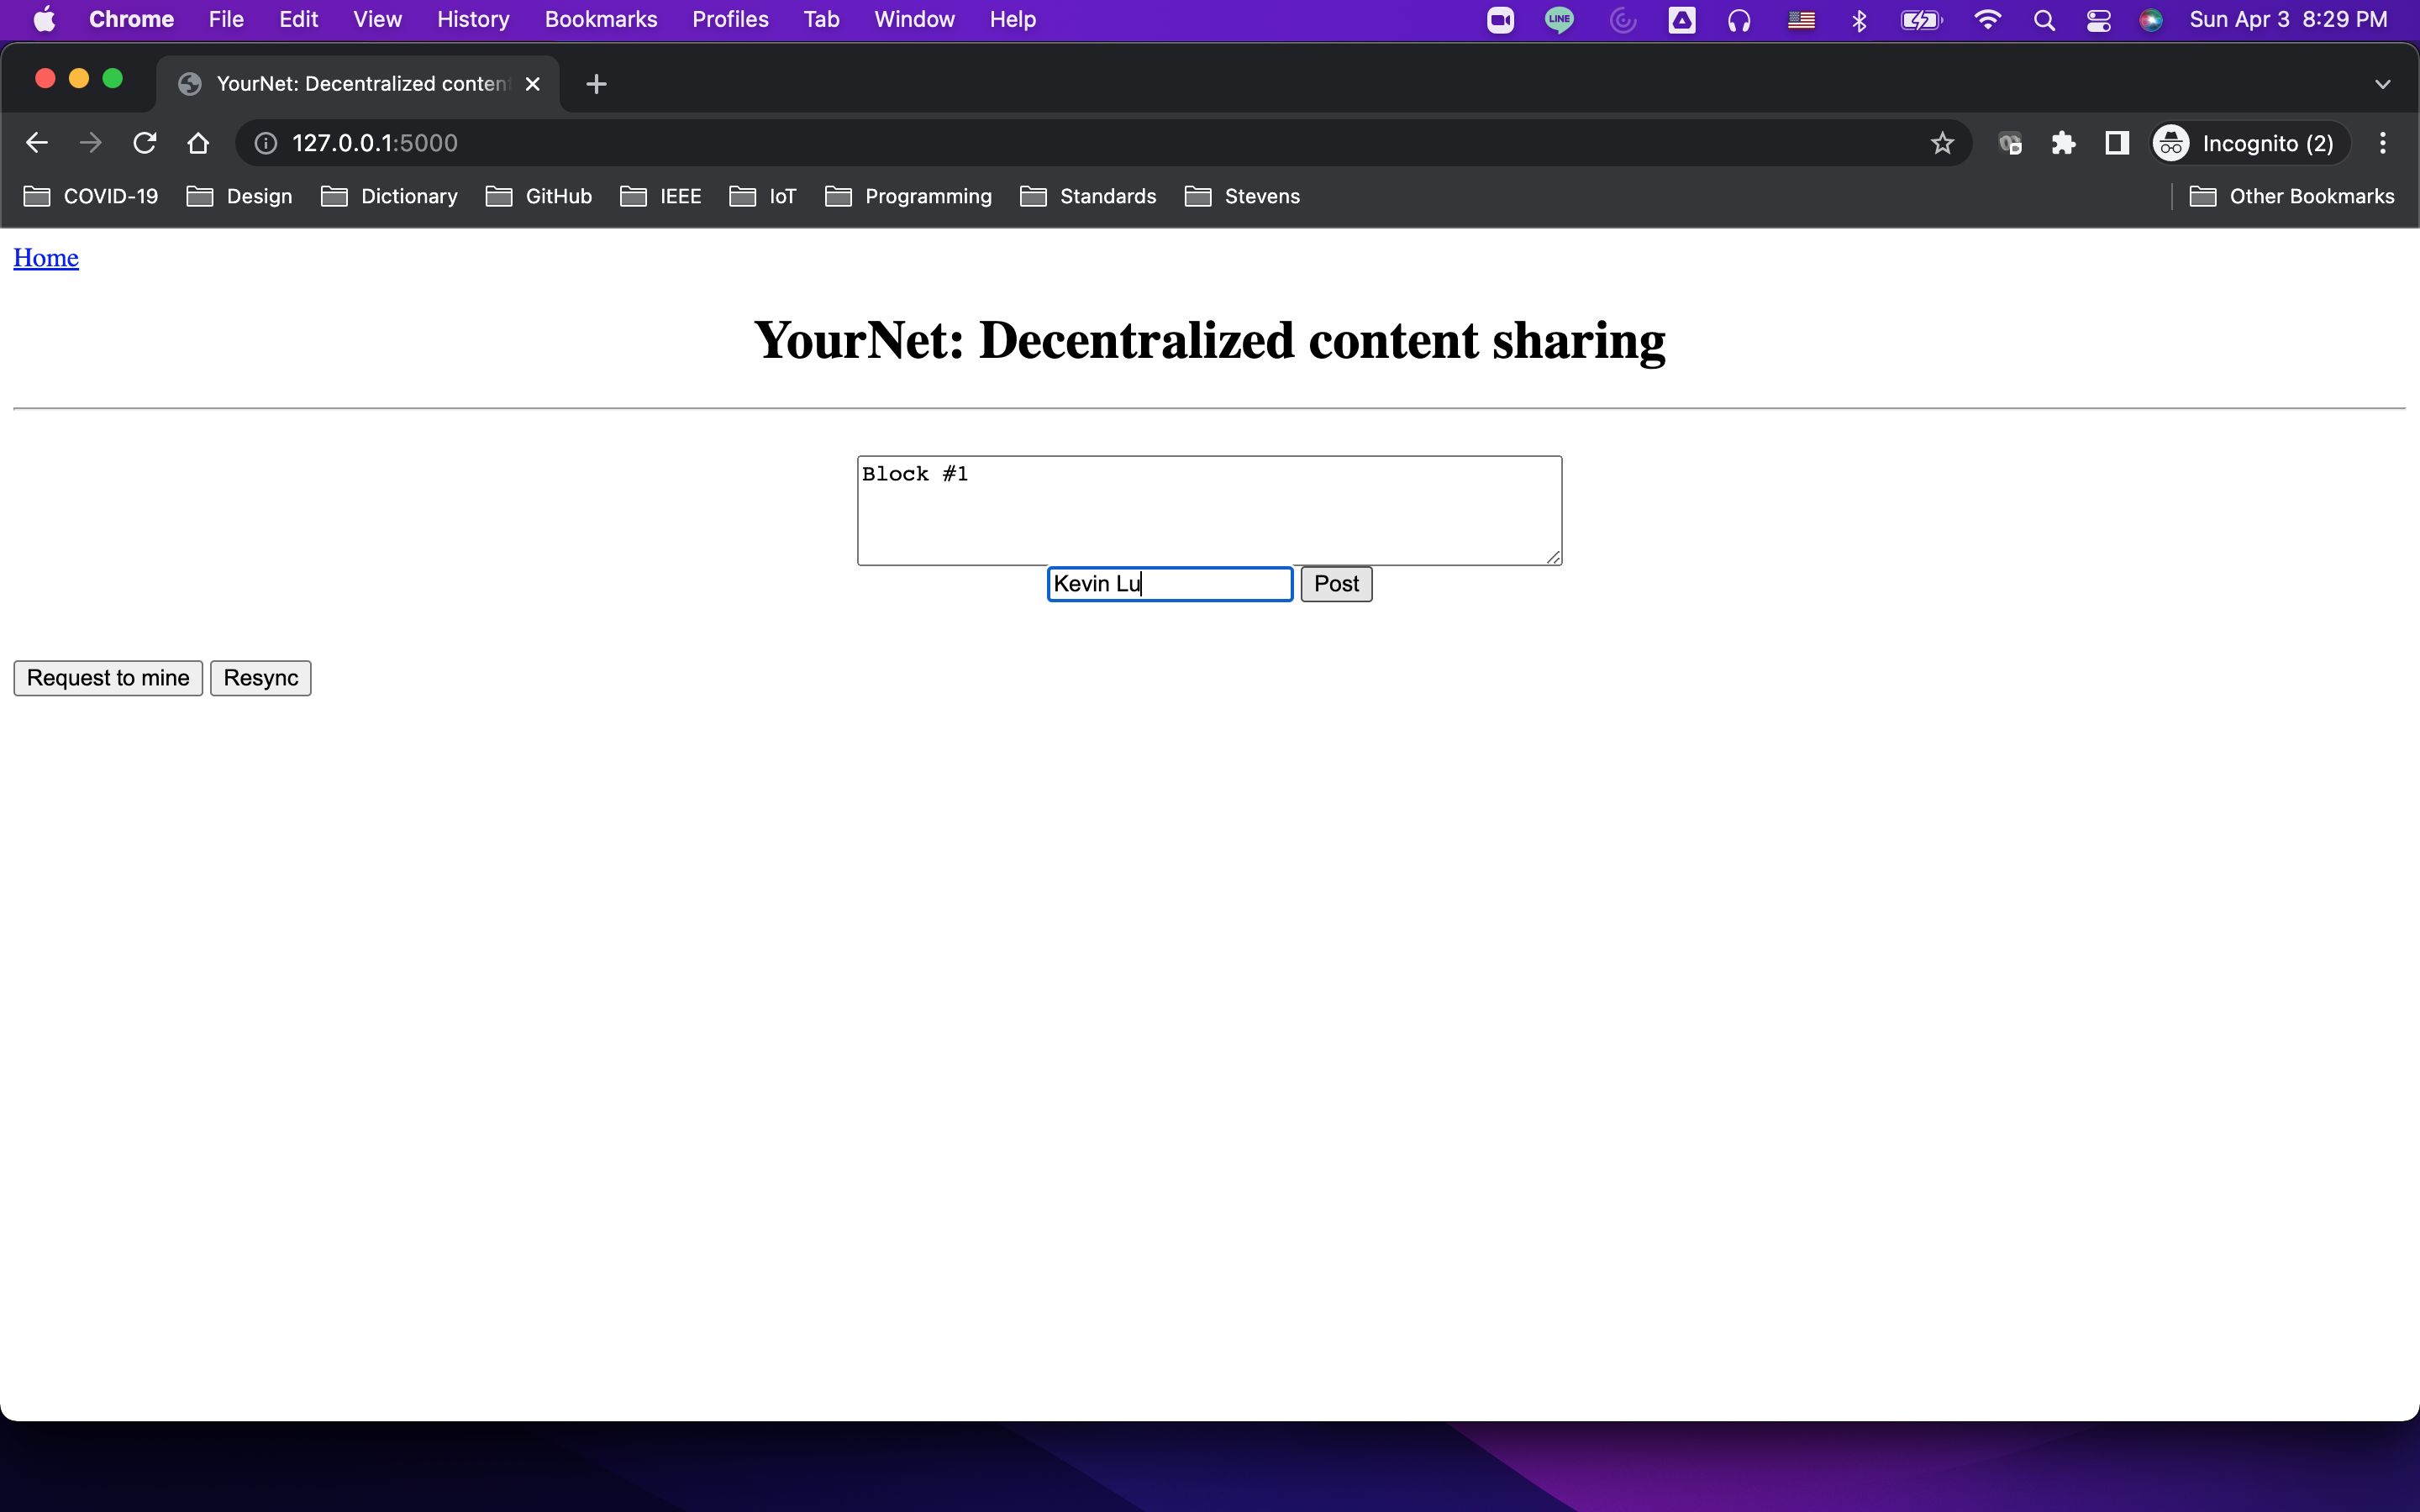 Chrome File Edit View History Bookmarks Profiles Tab Window Help LINE Sun Apr 3 8:29 PM
YourNet: Decentralized conten
127.0.0.1:5000 Incognito (2)
COVID-19 Design Dictionary GitHub IEEE IoT Programming Standards Stevens Other Bookmarks
Home
YourNet: Decentralized content sharing
Block #1
Kevin Lu Post
Request to mine Resync